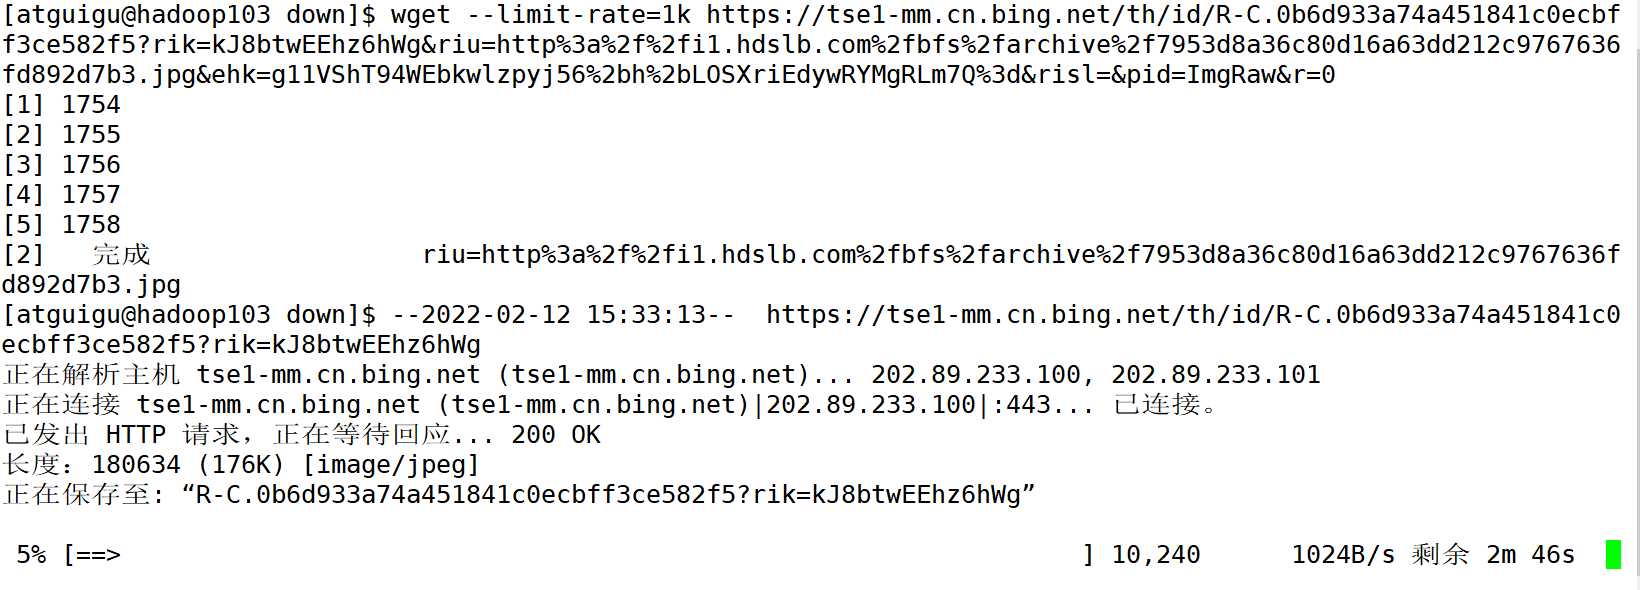 [atguigu@hadoop103 down]$ wget --limit-rate=1k https://tse1-mm.cn.bing.net/th/id/R-C.0b6d933a74a451841c0ecbf
f3ce582f5?rik=kJ8btwEEhz6hWg&riu=http%3a%2f%2fi1.hdslb.com%2fbfs%2farchive%2f7953d8a36c80d16a63dd212c9767636
fd892d7b3.jpg&ehk=g11VShT94WEbkwlzpyj56%2bh%2bLOSXriEdywRYMgRLm7Q%3d&risl=&pid=ImgRaw&r=0
[1] 1754
[2] 1755
[3] 1756
[4] 1757
[5] 1758
[2]   完成                  riu=http%3a%2f%2fi1.hdslb.com%2fbfs%2farchive%2f7953d8a36c80d16a63dd212c9767636f
d892d7b3.jpg
[atguigu@hadoop103 down]$ --2022-02-12 15:33:13--  https://tse1-mm.cn.bing.net/th/id/R-C.0b6d933a74a451841c0
ecbff3ce582f5?rik=kJ8btwEEhz6hWg
正在解析主机 tse1-mm.cn.bing.net (tse1-mm.cn.bing.net)... 202.89.233.100, 202.89.233.101
正在连接 tse1-mm.cn.bing.net (tse1-mm.cn.bing.net)|202.89.233.100|:443... 已连接。
已发出 HTTP 请求，正在等待回应... 200 OK
长度：180634 (176K) [image/jpeg]
正在保存至: “R-C.0b6d933a74a451841c0ecbff3ce582f5?rik=kJ8btwEEhz6hWg”
 5% [==>                                                                ] 10,240      1024B/s 剩余 2m 46s